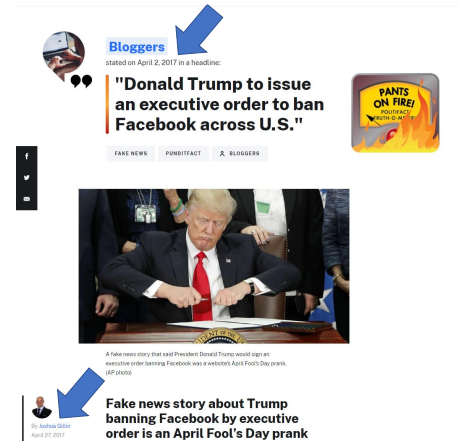 Bloggers
stated on April 2, 2017 in a headline:
"Donald Trump to issue
an executive order to ban
Facebook across U.S."
PANTS
ON FIRE!
POLITIFACT
TRUTH-O-METER
FAKE NEWS
PUNDITFACT
BLOGGERS
f
A fake news story that said President Donald Trump would sign an
executive order banning Facebook was a website's April Fool's Day prank.
(AP photo)
By Joshua Gillin
April 27, 2017
Fake news story about Trump
banning Facebook by executive
order is an April Fool's Day prank